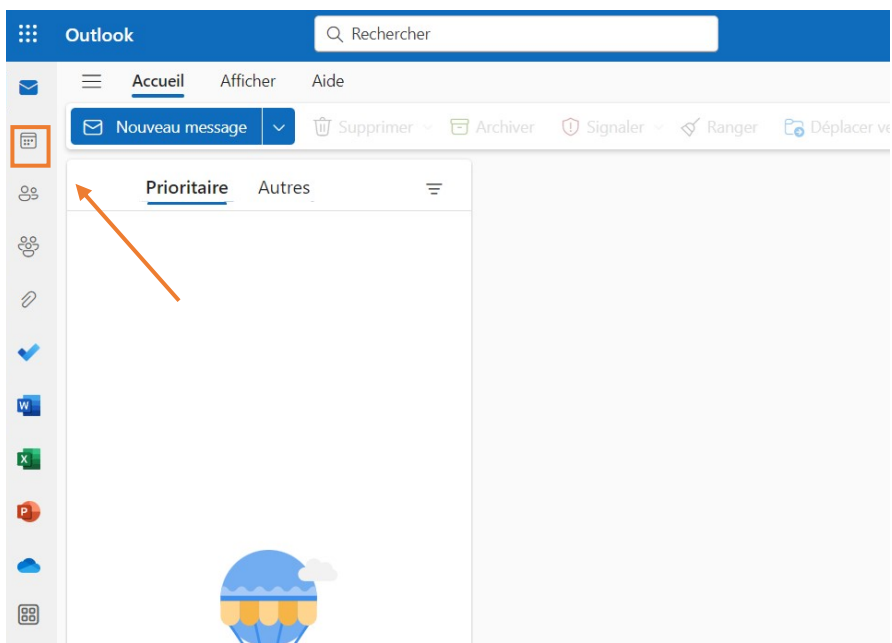 Outlook
Rechercher
Accueil Afficher Aide
Nouveau message Supprimer Archiver Signaler Ranger Déplacer ve
Prioritaire Autres
W
X
P